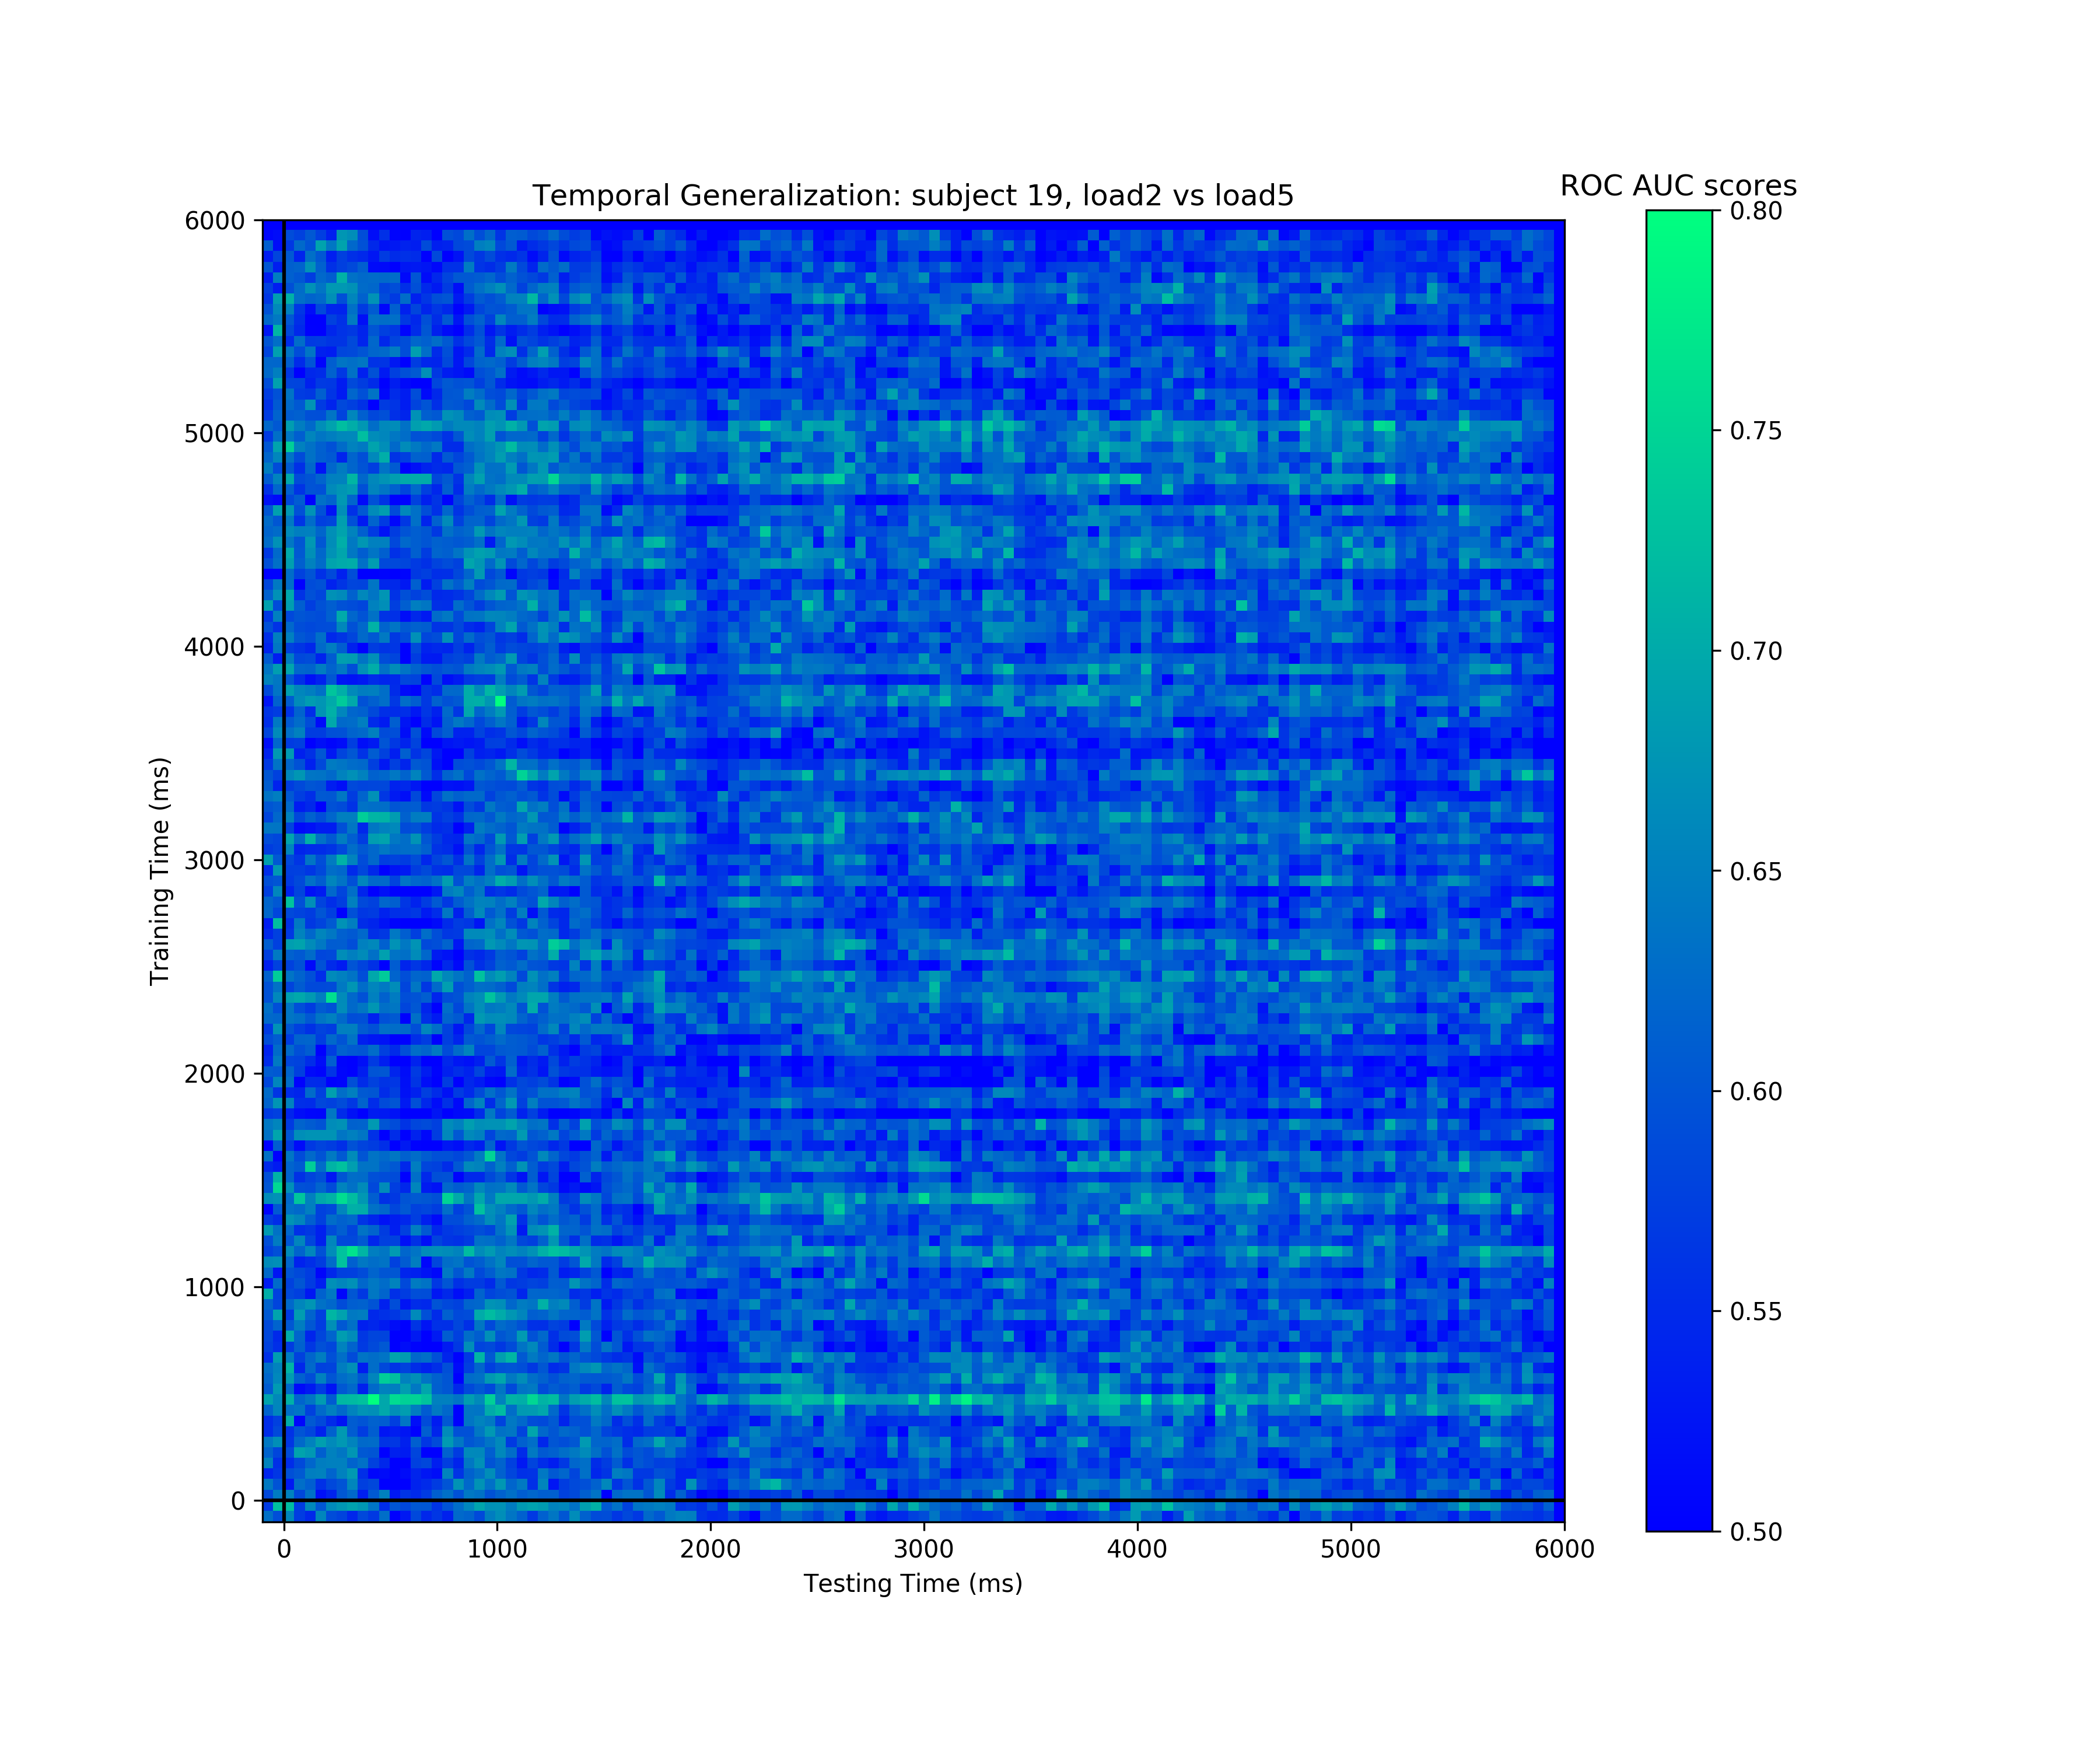 Temporal Generalization: subject 19, load2 vs load5
ROC AUC scores
6000
5000
4000
3000
2000
1000
0
Training Time (ms)
0 1000 2000 3000 4000 5000 6000
Testing Time (ms)
0.80
0.75
0.70
0.65
0.60
0.55
0.50